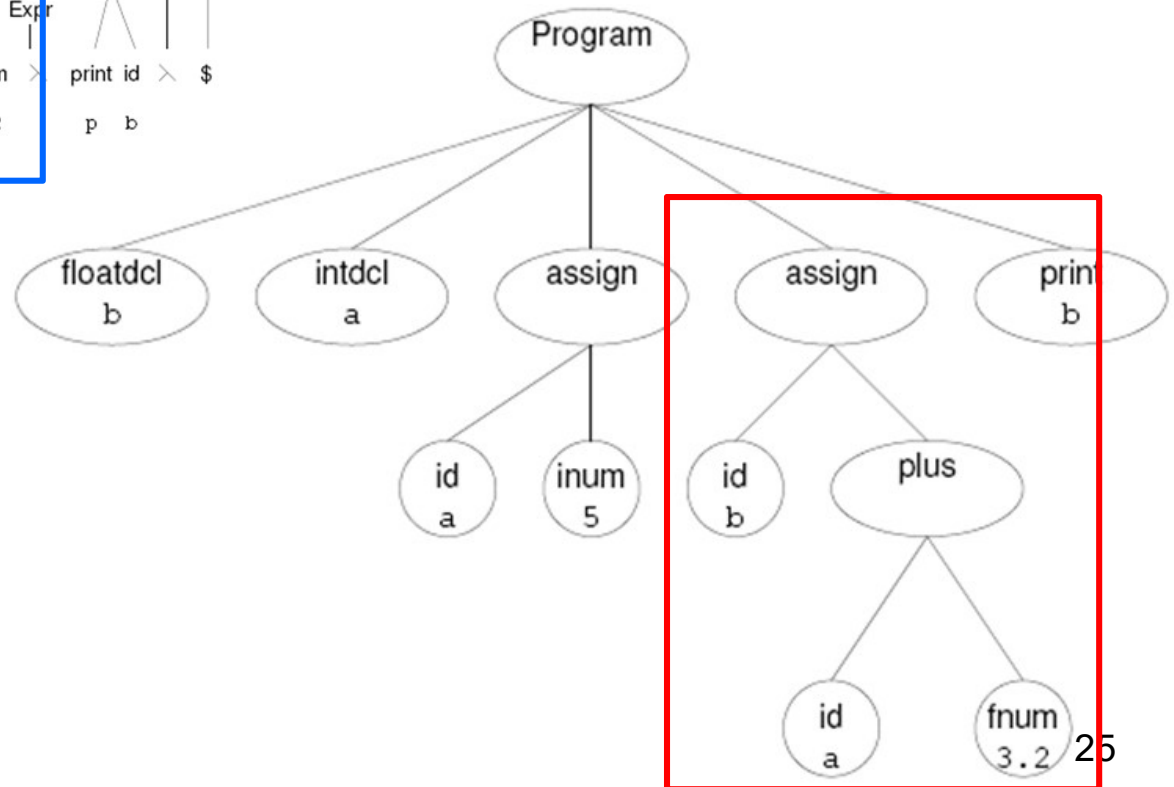 Expr
print id $
p b
Program
floatdcl
b
intdcl
a
assign
assign
print
b
id
a
inum
5
id
b
plus
id
a
fnum
3.2
25